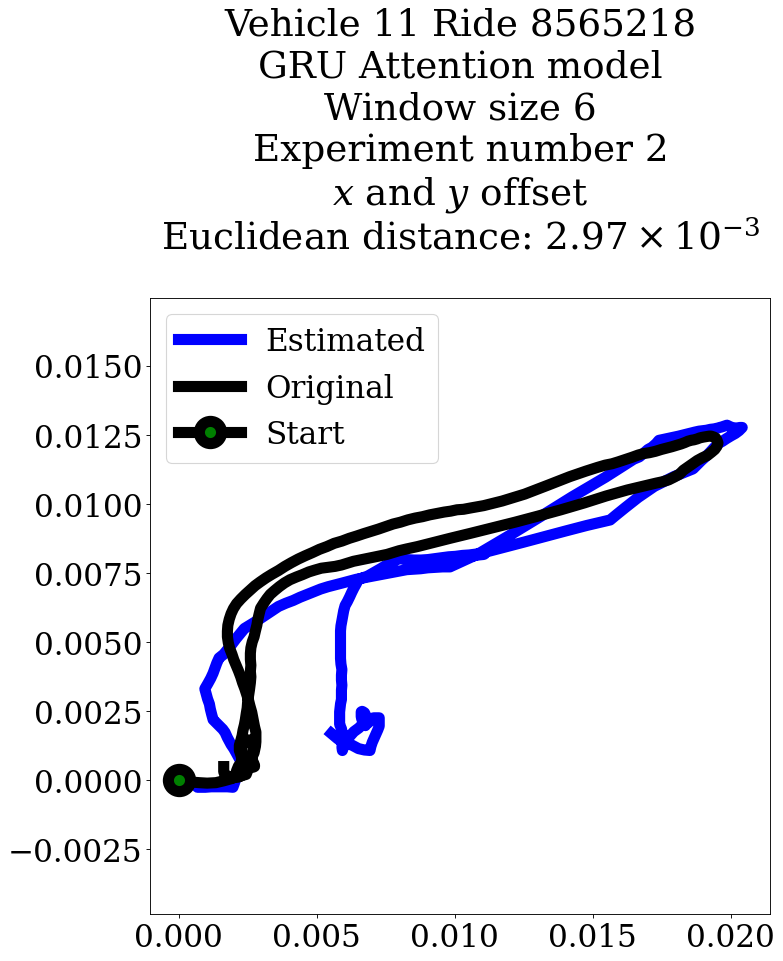 Vehicle 11 Ride 8565218
GRU Attention model
Window size 6
Experiment number 2
x and y offset
Euclidean distance: 2.97 × 10⁻³
Estimated
Original
Start
0.0150
0.0125
0.0100
0.0075
0.0050
0.0025
0.0000
−0.0025
0.000 0.005 0.010 0.015 0.020